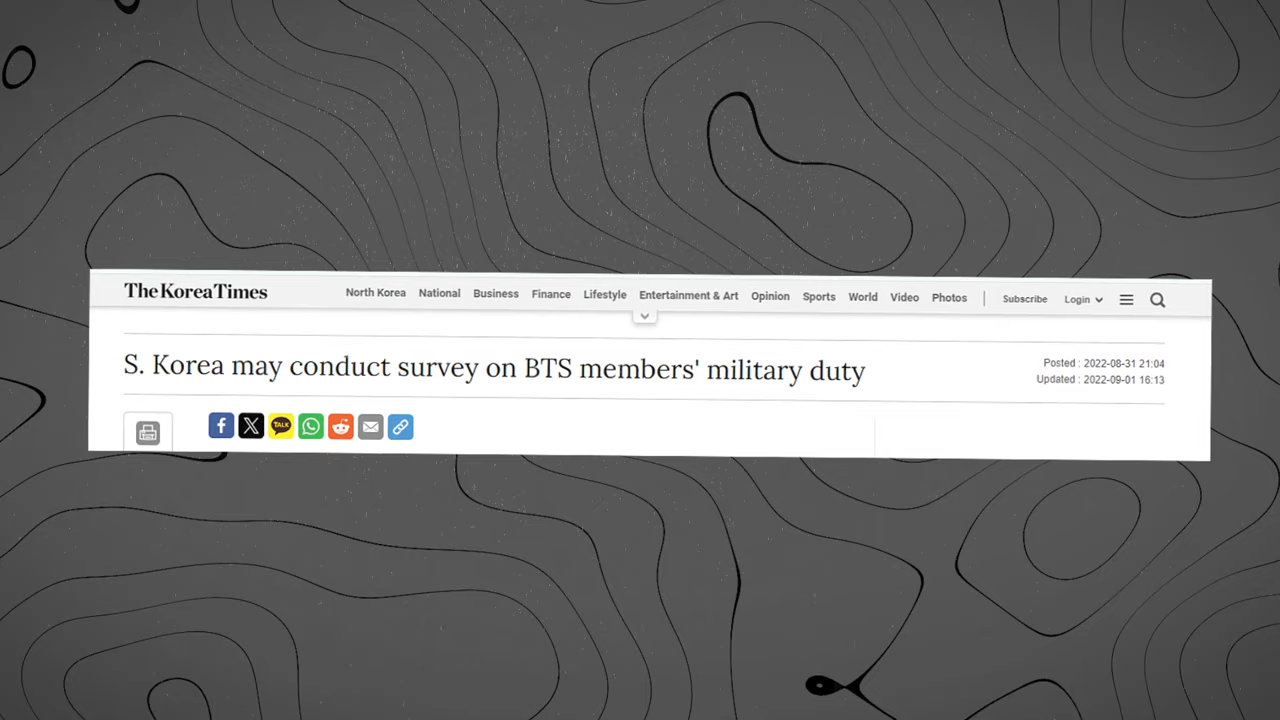 The Korea Times
North Korea National Business Finance Lifestyle Entertainment & Art Opinion Sports World Video Photos Subscribe Login
S. Korea may conduct survey on BTS members' military duty
Posted : 2022-08-31 21:04
Updated : 2022-09-01 16:13
TALK